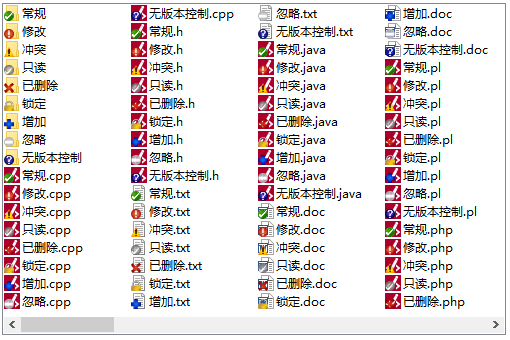 常规
修改
冲突
只读
已删除
锁定
增加
忽略
无版本控制
常规.cpp
修改.cpp
冲突.cpp
只读.cpp
已删除.cpp
锁定.cpp
增加.cpp
忽略.cpp
无版本控制.cpp
常规.h
修改.h
冲突.h
只读.h
已删除.h
锁定.h
增加.h
忽略.h
无版本控制.h
常规.txt
修改.txt
冲突.txt
只读.txt
已删除.txt
锁定.txt
增加.txt
忽略.txt
无版本控制.txt
常规.java
修改.java
冲突.java
只读.java
已删除.java
锁定.java
增加.java
忽略.java
无版本控制.java
常规.doc
修改.doc
冲突.doc
只读.doc
已删除.doc
锁定.doc
增加.doc
忽略.doc
无版本控制.doc
常规.pl
修改.pl
冲突.pl
只读.pl
已删除.pl
锁定.pl
增加.pl
忽略.pl
无版本控制.pl
常规.php
修改.php
冲突.php
只读.php
已删除.php